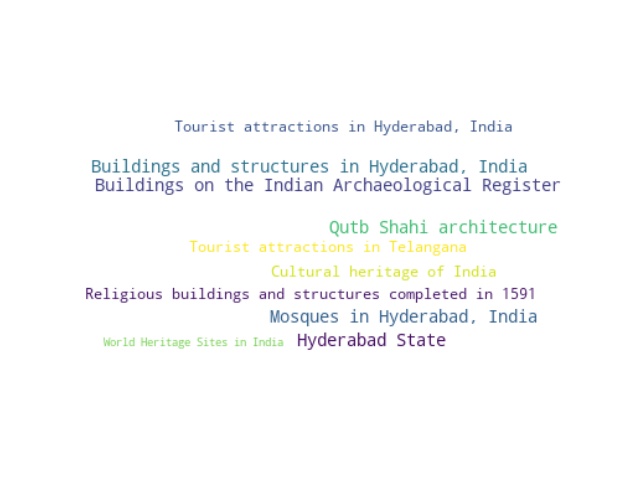 Tourist attractions in Hyderabad, India
Buildings and structures in Hyderabad, India
Buildings on the Indian Archaeological Register
Qutb Shahi architecture
Tourist attractions in Telangana
Cultural heritage of India
Religious buildings and structures completed in 1591
Mosques in Hyderabad, India
World Heritage Sites in India Hyderabad State